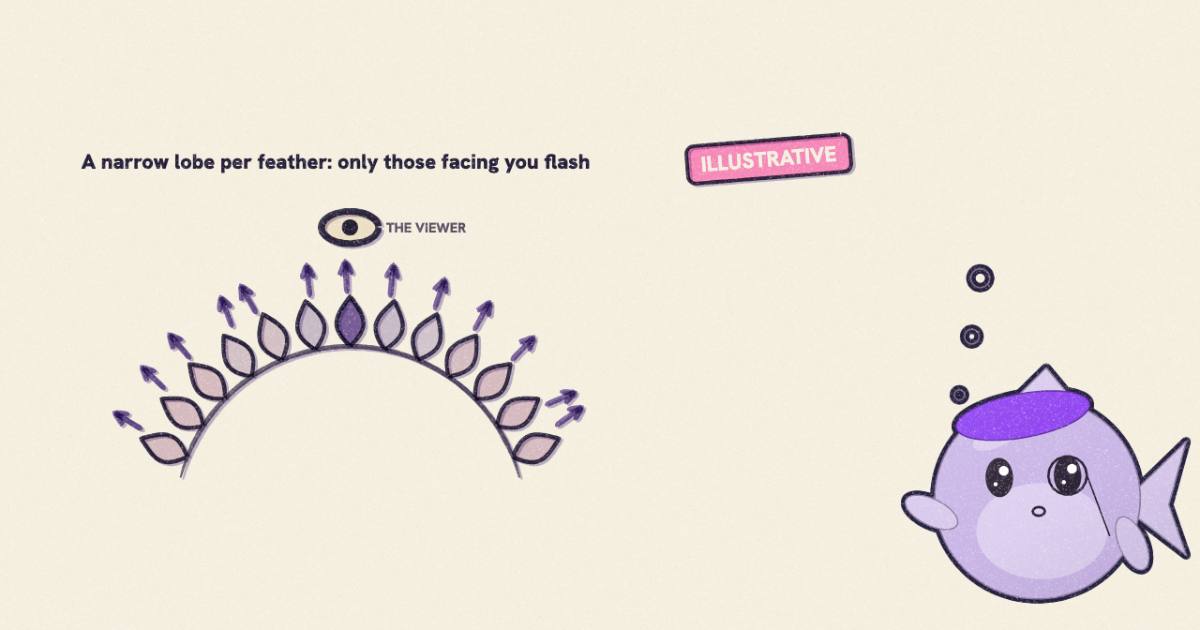 A narrow lobe per feather: only those facing you flash
ILLUSTRATIVE
THE VIEWER